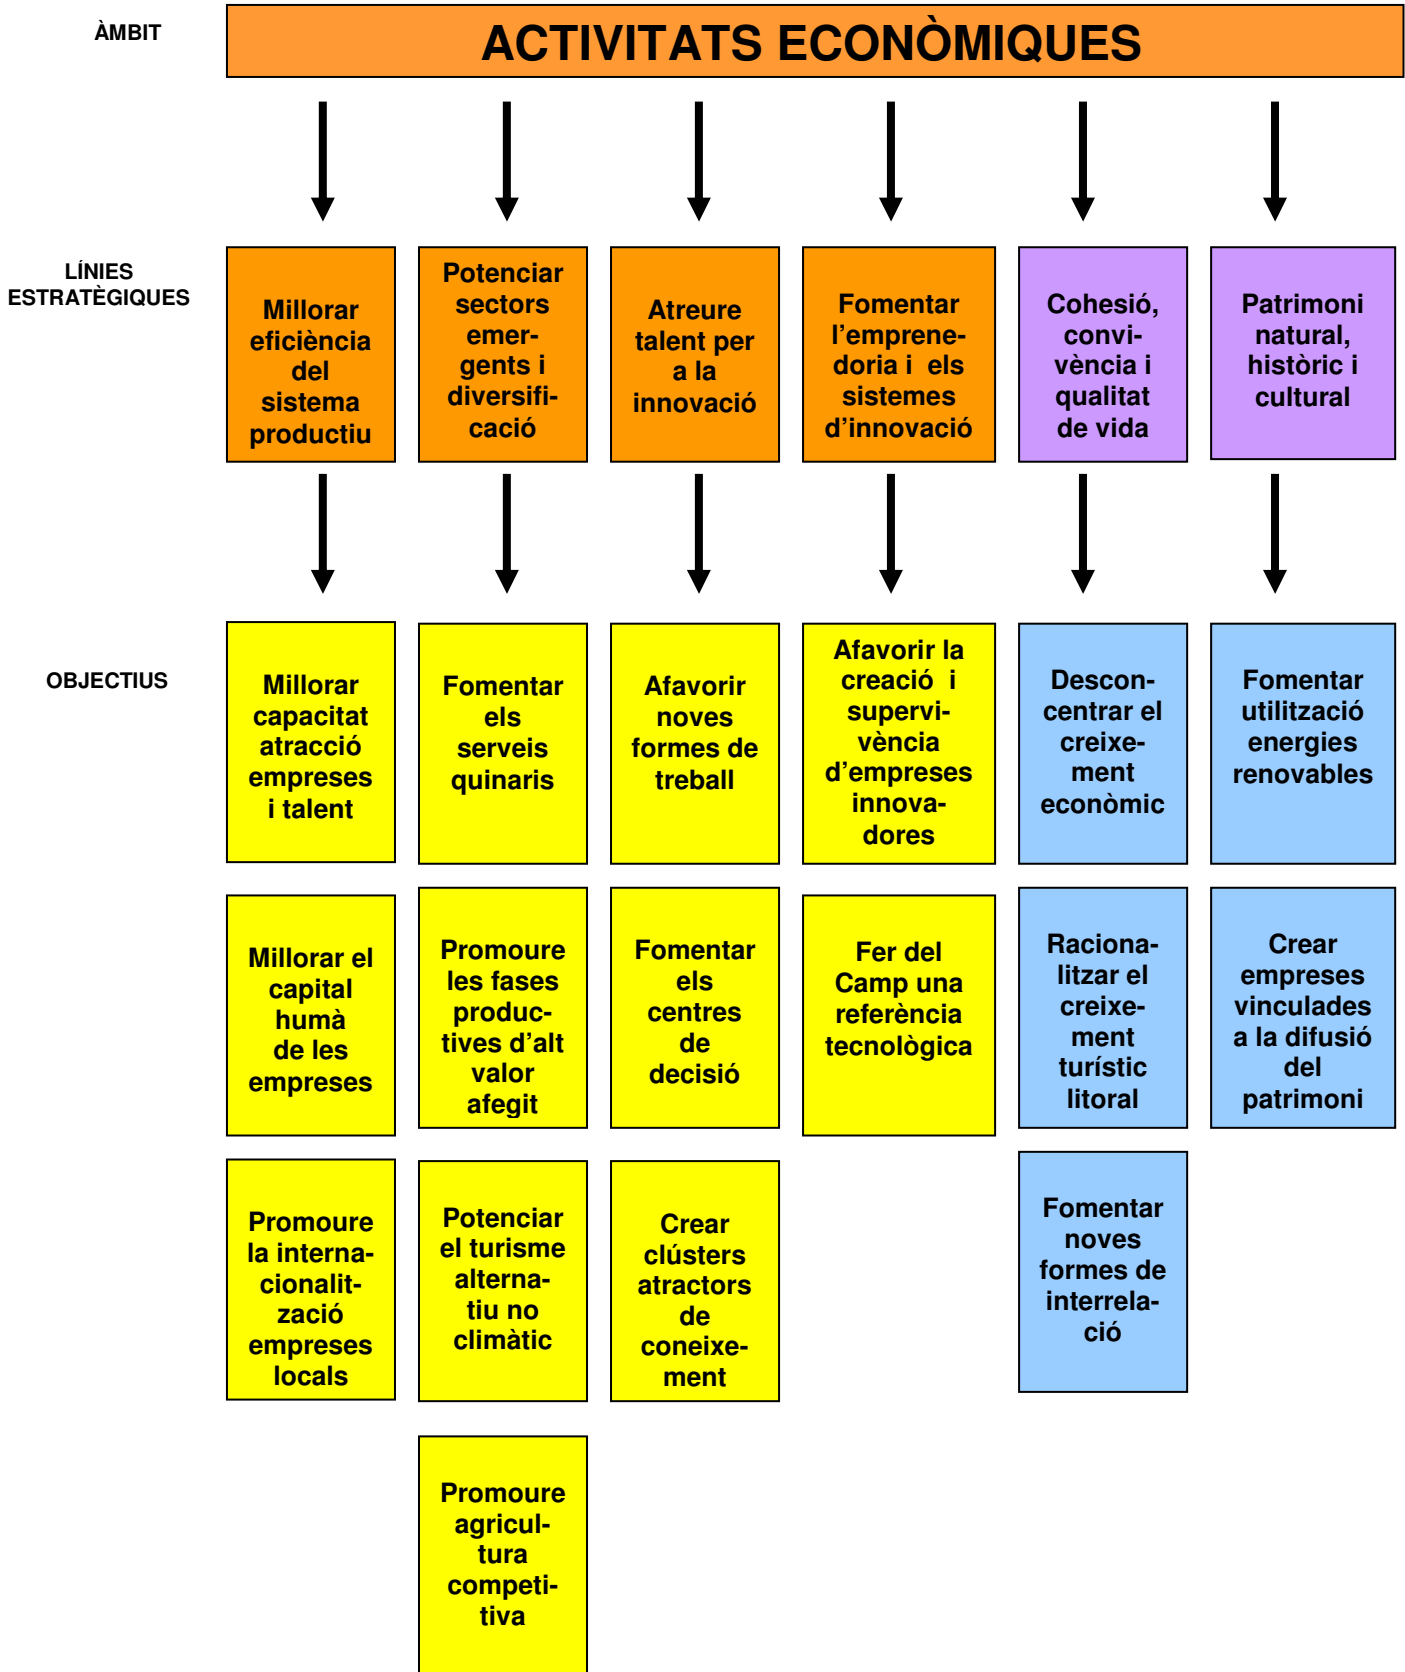 ÀMBIT
ACTIVITATS ECONÒMIQUES
LÍNIES
ESTRATÈGIQUES
Millorar
eficiència
del
sistema
productiu
Potenciar
sectors
emer-
gents i
diversifi-
cació
Atreure
talent per
a la
innovació
Fomentar
l’emprene-
doria i els
sistemes
d’innovació
Cohesió,
convi-
vència i
qualitat
de vida
Patrimoni
natural,
històric i
cultural
OBJECTIUS
Millorar
capacitat
atracció
empreses
i talent
Fomentar
els
serveis
quinaris
Afavorir
noves
formes de
treball
Afavorir la
creació i
supervi-
vència
d’empreses
innova-
dores
Descon-
centrar el
creixe-
ment
econòmic
Fomentar
utilització
energies
renovables
Millorar el
capital
humà
de les
empreses
Promoure
les fases
produc-
tives d’alt
valor
afegit
Fomentar
els
centres
de
decisió
Fer del
Camp una
referència
tecnològica
Raciona-
litzar el
creixe-
ment
turístic
litoral
Crear
empreses
vinculades
a la difusió
del
patrimoni
Promoure
la interna-
cionalit-
zació
empreses
locals
Potenciar
el turisme
alterna-
tiu no
climàtic
Crear
clústers
atractors
de
coneixe-
ment
Fomentar
noves
formes de
interrela-
ció
Promoure
agricul-
tura
competi-
tiva